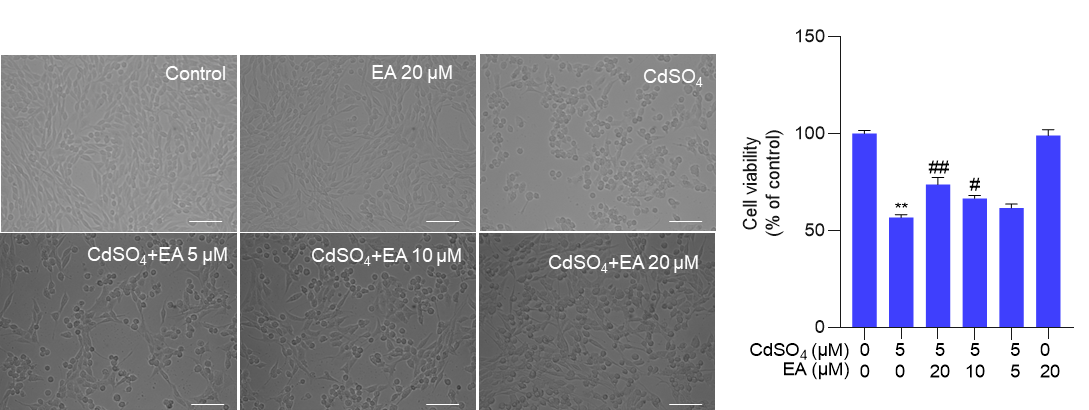 Control
EA 20 μM
CdSO₄
CdSO₄+EA 5 μM
CdSO₄+EA 10 μM
CdSO₄+EA 20 μM
Cell viability
(% of control)
150
100
50
0
**
##
#
CdSO₄ (μM) 0 5 5 5 5 0
EA (μM) 0 0 20 10 5 20